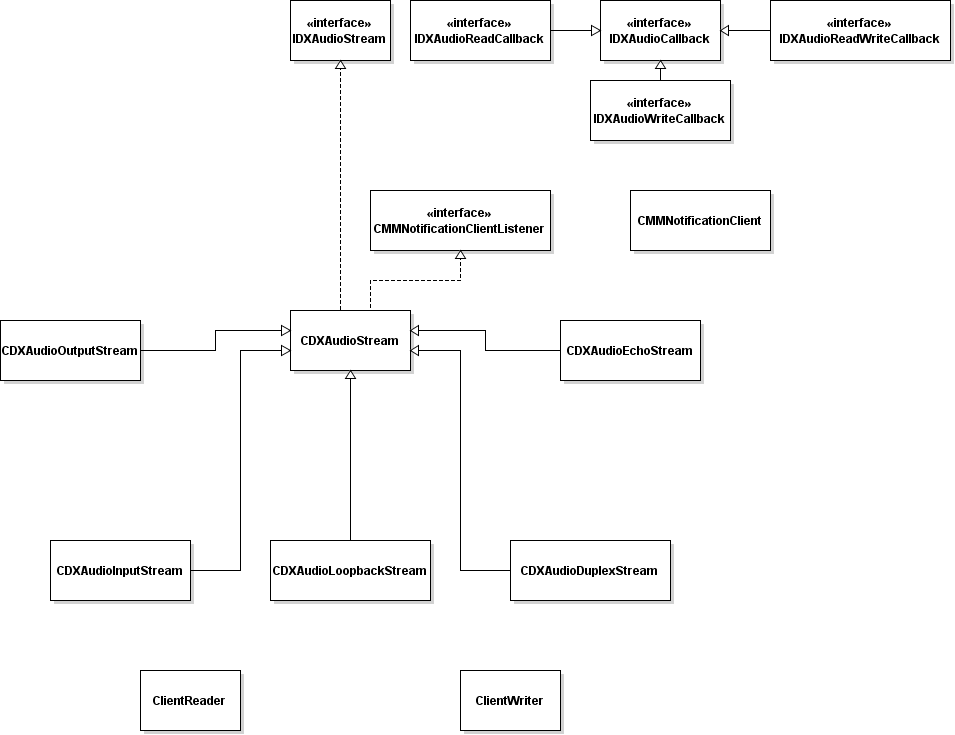 «interface»
IDXAudioStream
«interface»
IDXAudioReadCallback
«interface»
IDXAudioCallback
«interface»
IDXAudioReadWriteCallback
«interface»
IDXAudioWriteCallback
«interface»
CMMNotificationClientListener
CMMNotificationClient
CDXAudioStream
CDXAudioOutputStream
CDXAudioEchoStream
CDXAudioInputStream
CDXAudioLoopbackStream
CDXAudioDuplexStream
ClientReader
ClientWriter